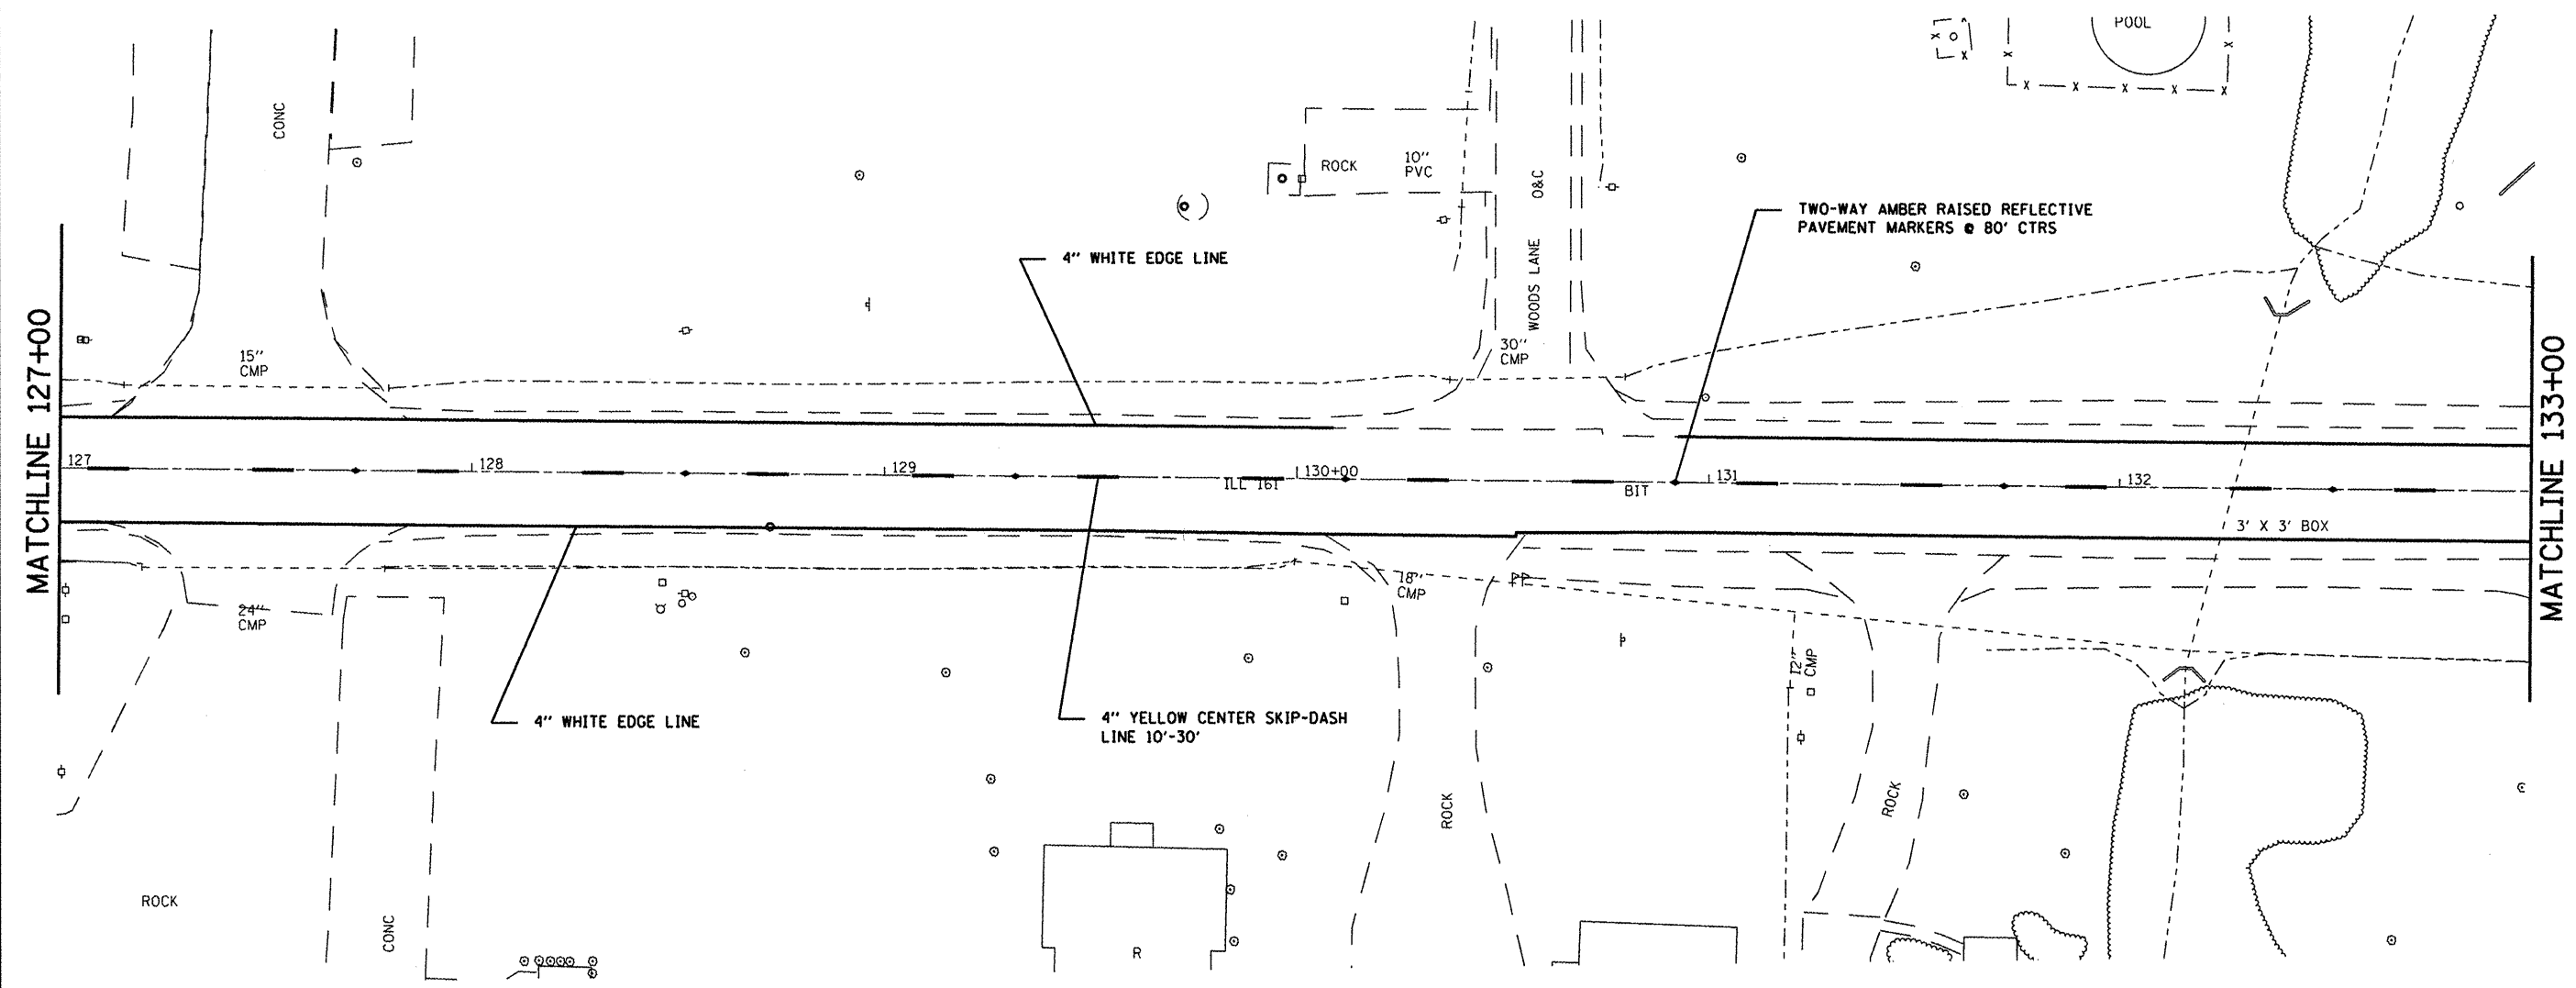 POOL
CONC
ROCK
10"
PVC
O&C
WOODS LANE
TWO-WAY AMBER RAISED REFLECTIVE
PAVEMENT MARKERS @ 80' CTRS
4" WHITE EDGE LINE
MATCHLINE 127+00
MATCHLINE 133+00
15"
CMP
30"
CMP
127
128
129
130+00
131
132
ILL 161
BIT
3' X 3' BOX
24"
CMP
18"
CMP
12"
CMP
4" WHITE EDGE LINE
4" YELLOW CENTER SKIP-DASH
LINE 10'-30'
ROCK
ROCK
ROCK
CONC
R